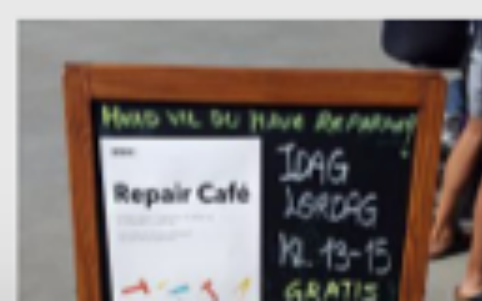 HVAD VIL DU HAVE REPARERET
Repair Café
IDAG
LØRDAG
KL. 13-15
GRATIS